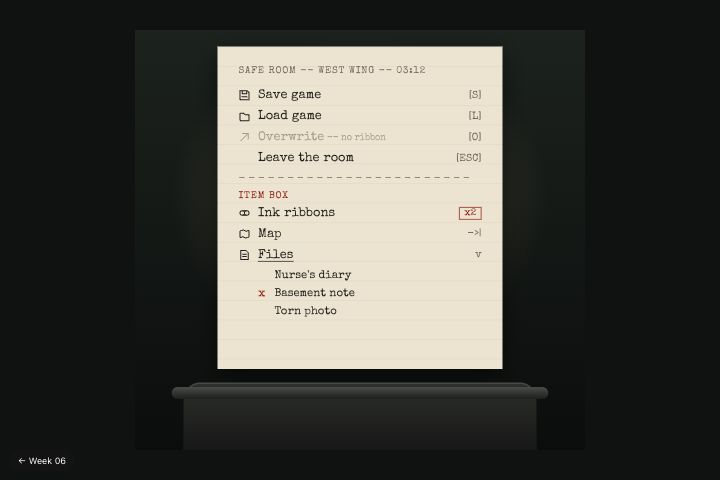 SAFE ROOM -- WEST WING -- 03:12
Save game [S]
Load game [L]
Overwrite -- no ribbon [O]
Leave the room [ESC]
------------------------
ITEM BOX
Ink ribbons x2
Map ->|
Files v
Nurse's diary
x Basement note
Torn photo
← Week 06